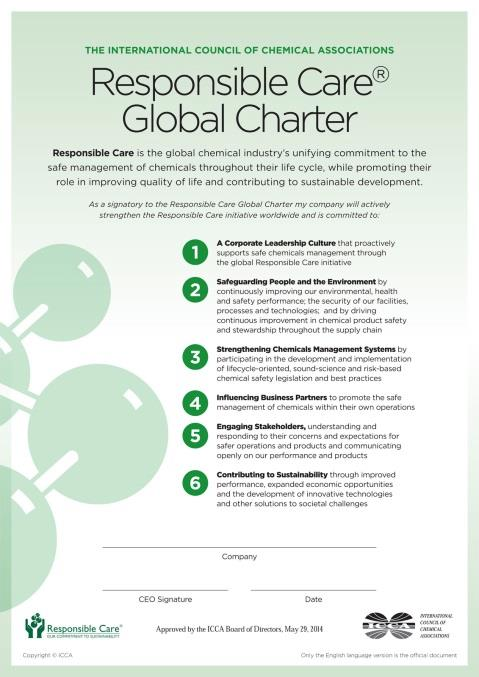 THE INTERNATIONAL COUNCIL OF CHEMICAL ASSOCIATIONS
Responsible Care®
Global Charter
Responsible Care is the global chemical industry's unifying commitment to the
safe management of chemicals throughout their life cycle, while promoting their
role in improving quality of life and contributing to sustainable development.
As a signatory to the Responsible Care Global Charter my company will actively
strengthen the Responsible Care initiative worldwide and is committed to:
1
A Corporate Leadership Culture that proactively
supports safe chemicals management through
the global Responsible Care initiative
2
Safeguarding People and the Environment by
continuously improving our environmental, health
and safety performance; the security of our facilities,
processes and technologies; and by driving
continuous improvement in chemical product safety
and stewardship throughout the supply chain
3
Strengthening Chemicals Management Systems by
participating in the development and implementation
of lifecycle-oriented, sound-science and risk-based
chemical safety legislation and best practices
4
Influencing Business Partners to promote the safe
management of chemicals within their own operations
5
Engaging Stakeholders, understanding and
responding to their concerns and expectations for
safer operations and products and communicating
openly on our performance and products
6
Contributing to Sustainability through improved
performance, expanded economic opportunities
and the development of innovative technologies
and other solutions to societal challenges
Company
CEO Signature
Date
Responsible Care®
OUR COMMITMENT TO SUSTAINABILITY
Approved by the ICCA Board of Directors, May 29, 2014
ICCA
INTERNATIONAL
COUNCIL OF
CHEMICAL
ASSOCIATIONS
Copyright © ICCA
Only the English language version is the official document